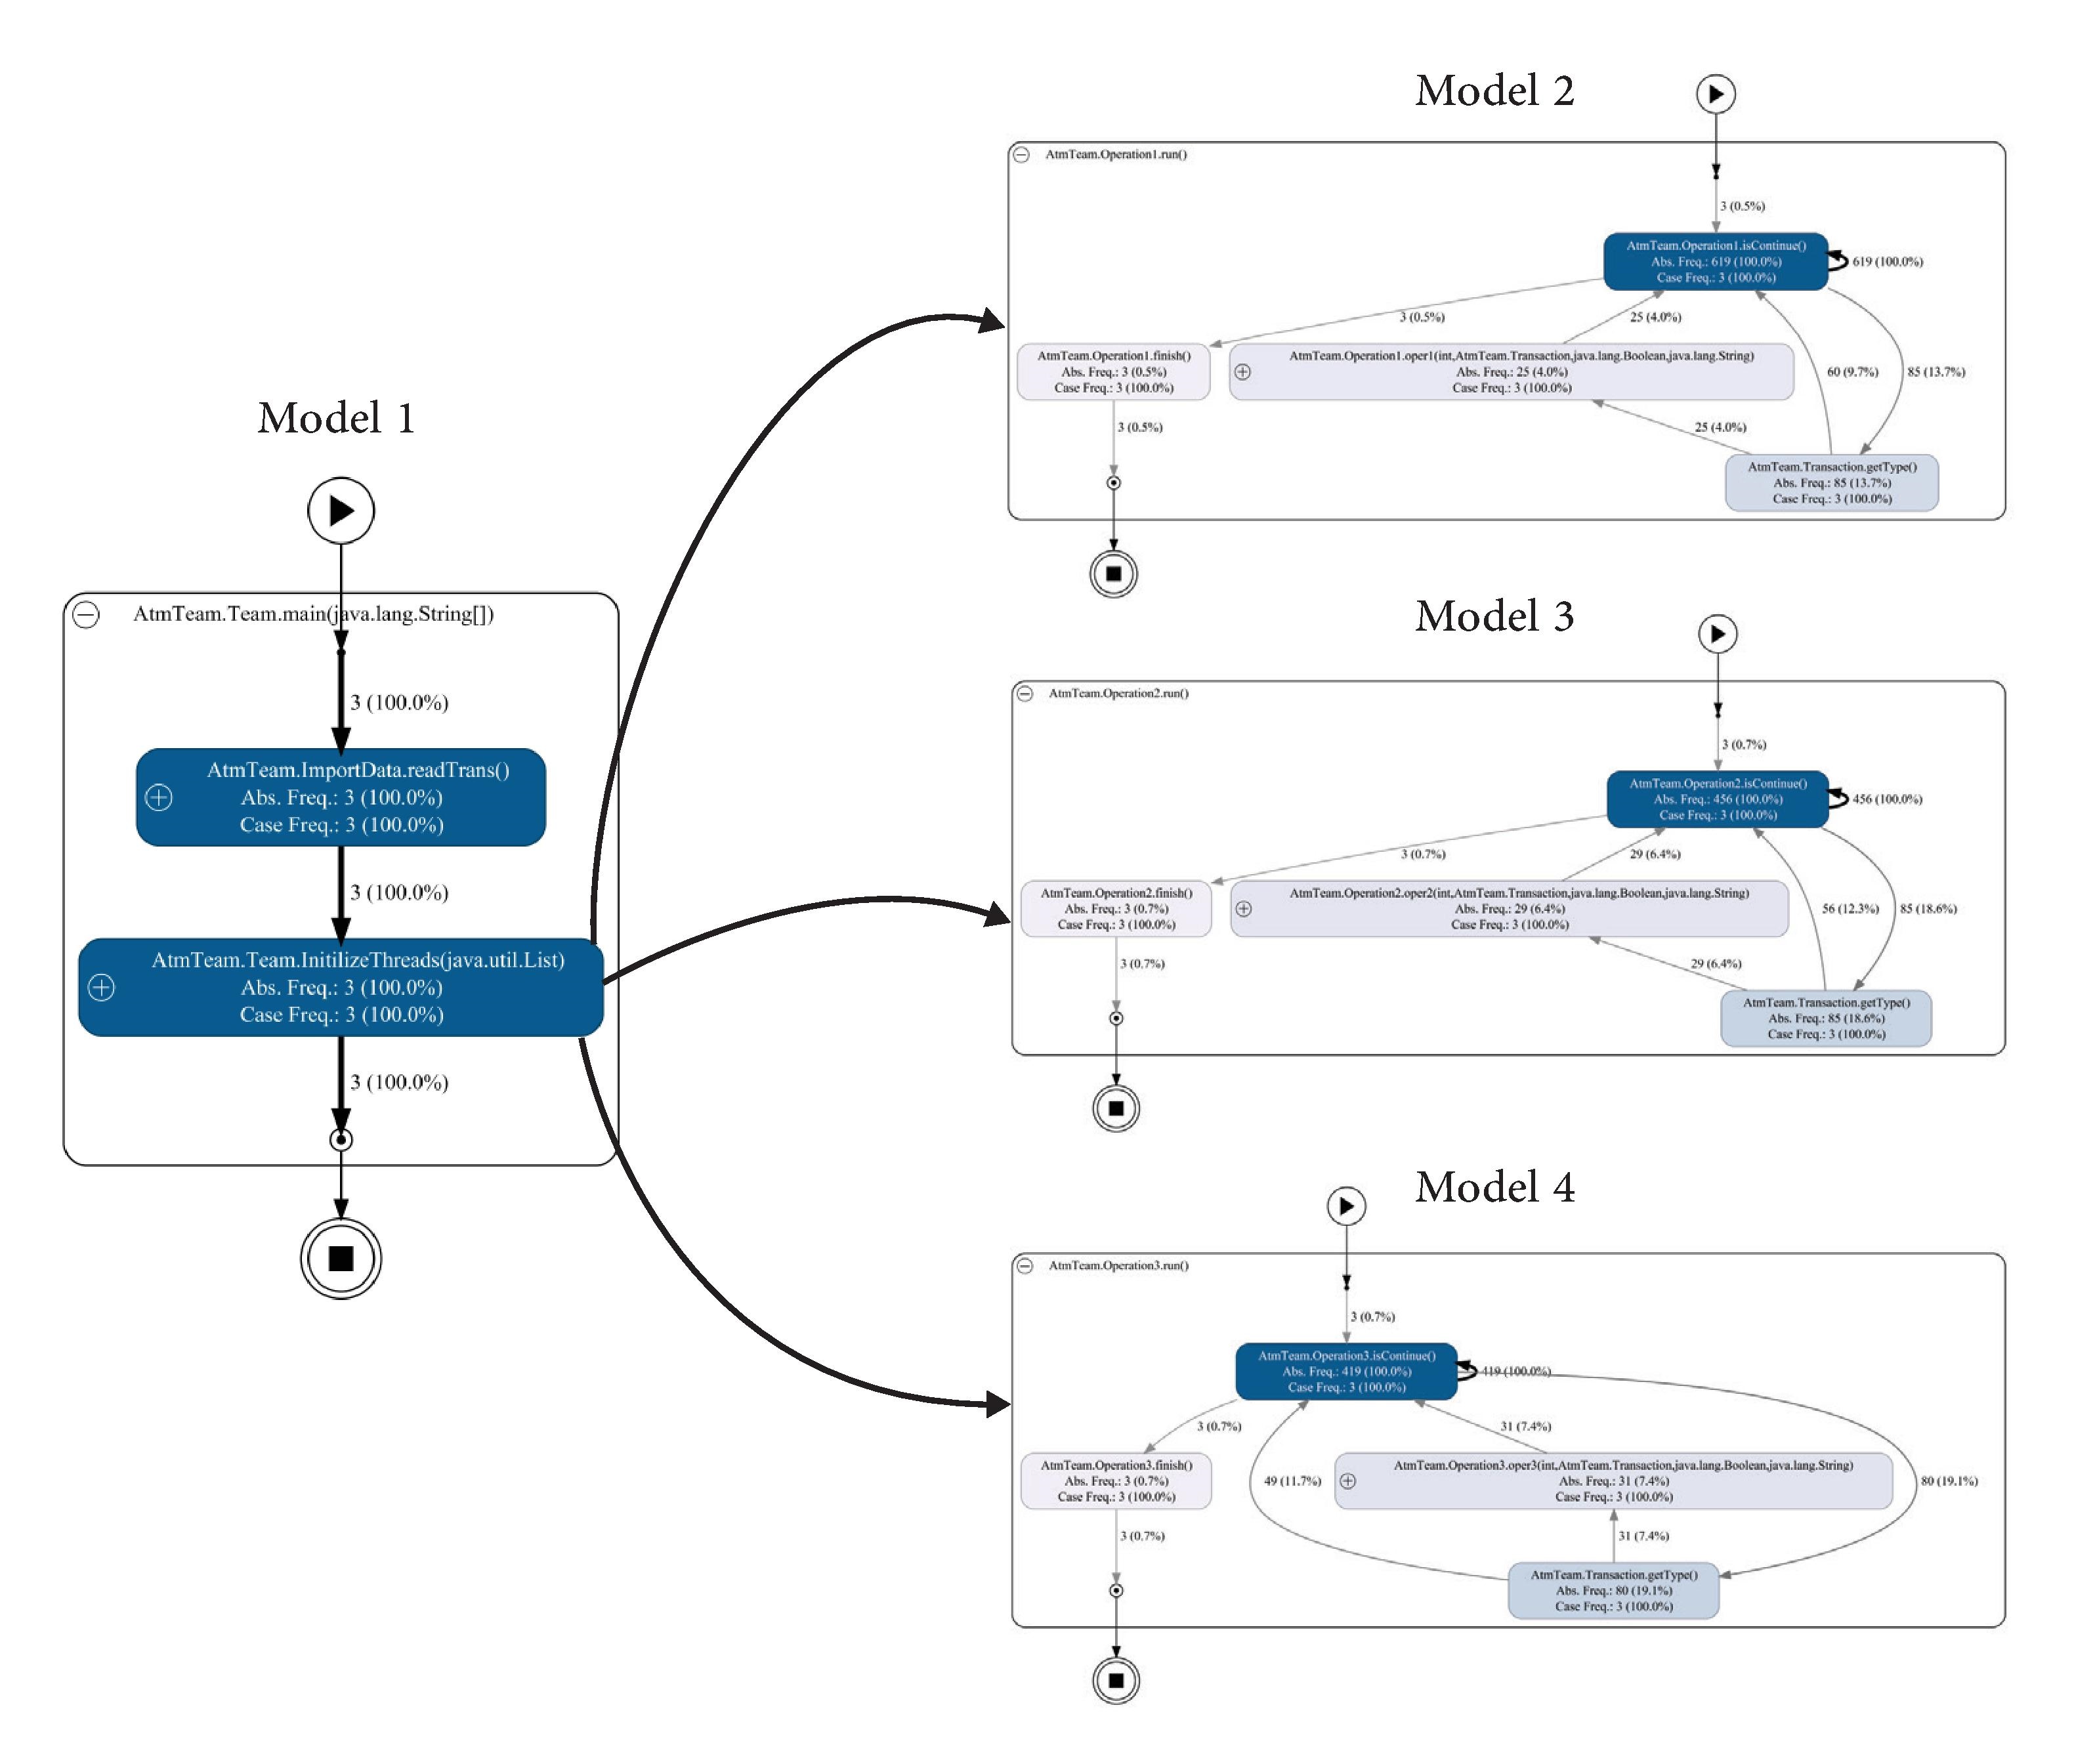 Model 1
AtmTeam.Team.main(java.lang.String[])
3 (100.0%)
AtmTeam.ImportData.readTrans()
Abs. Freq.: 3 (100.0%)
Case Freq.: 3 (100.0%)
3 (100.0%)
AtmTeam.Team.InitilizeThreads(java.util.List)
Abs. Freq.: 3 (100.0%)
Case Freq.: 3 (100.0%)
3 (100.0%)
Model 2
AtmTeam.Operation1.run()
3 (0.5%)
AtmTeam.Operation1.isContinue()
Abs. Freq.: 619 (100.0%)
Case Freq.: 3 (100.0%)
619 (100.0%)
3 (0.5%)
25 (4.0%)
AtmTeam.Operation1.finish()
Abs. Freq.: 3 (0.5%)
Case Freq.: 3 (100.0%)
AtmTeam.Operation1.oper1(int,AtmTeam.Transaction,java.lang.Boolean,java.lang.String)
Abs. Freq.: 25 (4.0%)
Case Freq.: 3 (100.0%)
60 (9.7%)
85 (13.7%)
3 (0.5%)
25 (4.0%)
AtmTeam.Transaction.getType()
Abs. Freq.: 85 (13.7%)
Case Freq.: 3 (100.0%)
Model 3
AtmTeam.Operation2.run()
3 (0.7%)
AtmTeam.Operation2.isContinue()
Abs. Freq.: 456 (100.0%)
Case Freq.: 3 (100.0%)
456 (100.0%)
3 (0.7%)
29 (6.4%)
AtmTeam.Operation2.finish()
Abs. Freq.: 3 (0.7%)
Case Freq.: 3 (100.0%)
AtmTeam.Operation2.oper2(int,AtmTeam.Transaction,java.lang.Boolean,java.lang.String)
Abs. Freq.: 29 (6.4%)
Case Freq.: 3 (100.0%)
56 (12.3%)
85 (18.6%)
3 (0.7%)
29 (6.4%)
AtmTeam.Transaction.getType()
Abs. Freq.: 85 (18.6%)
Case Freq.: 3 (100.0%)
Model 4
AtmTeam.Operation3.run()
3 (0.7%)
AtmTeam.Operation3.isContinue()
Abs. Freq.: 419 (100.0%)
Case Freq.: 3 (100.0%)
419 (100.0%)
3 (0.7%)
31 (7.4%)
AtmTeam.Operation3.finish()
Abs. Freq.: 3 (0.7%)
Case Freq.: 3 (100.0%)
49 (11.7%)
AtmTeam.Operation3.oper3(int,AtmTeam.Transaction,java.lang.Boolean,java.lang.String)
Abs. Freq.: 31 (7.4%)
Case Freq.: 3 (100.0%)
80 (19.1%)
3 (0.7%)
31 (7.4%)
AtmTeam.Transaction.getType()
Abs. Freq.: 80 (19.1%)
Case Freq.: 3 (100.0%)